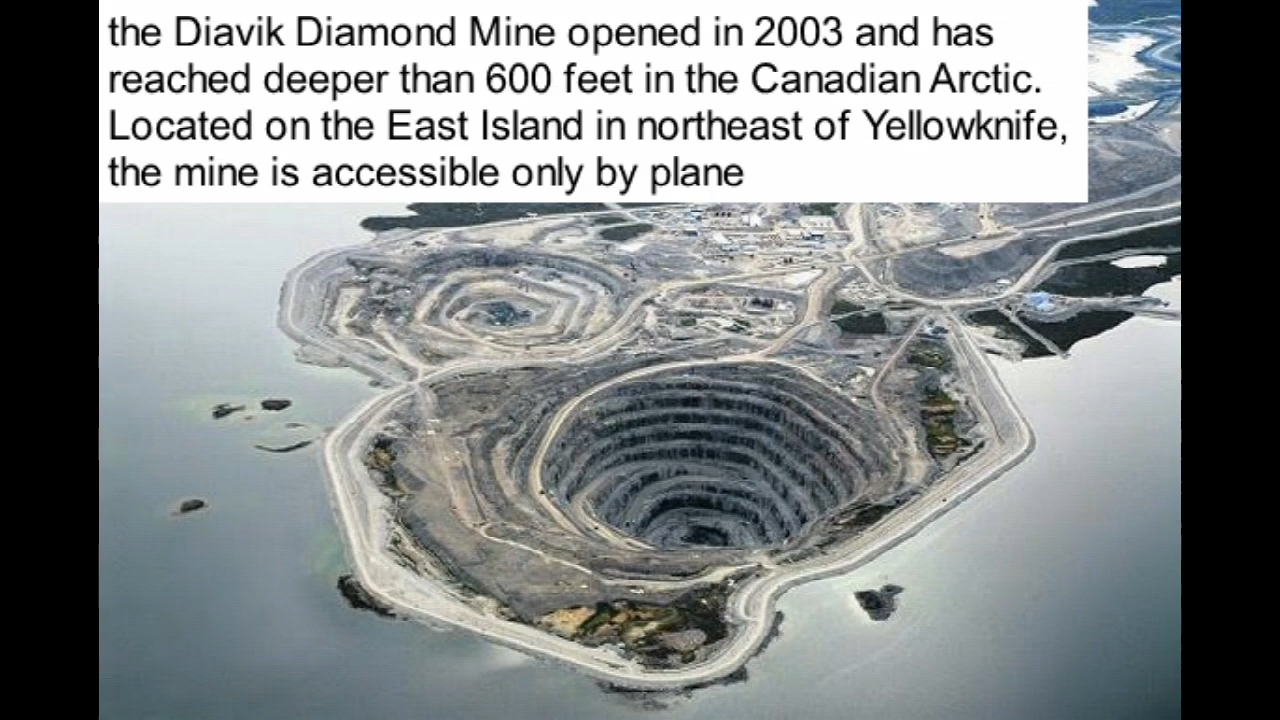 the Diavik Diamond Mine opened in 2003 and has
reached deeper than 600 feet in the Canadian Arctic.
Located on the East Island in northeast of Yellowknife,
the mine is accessible only by plane